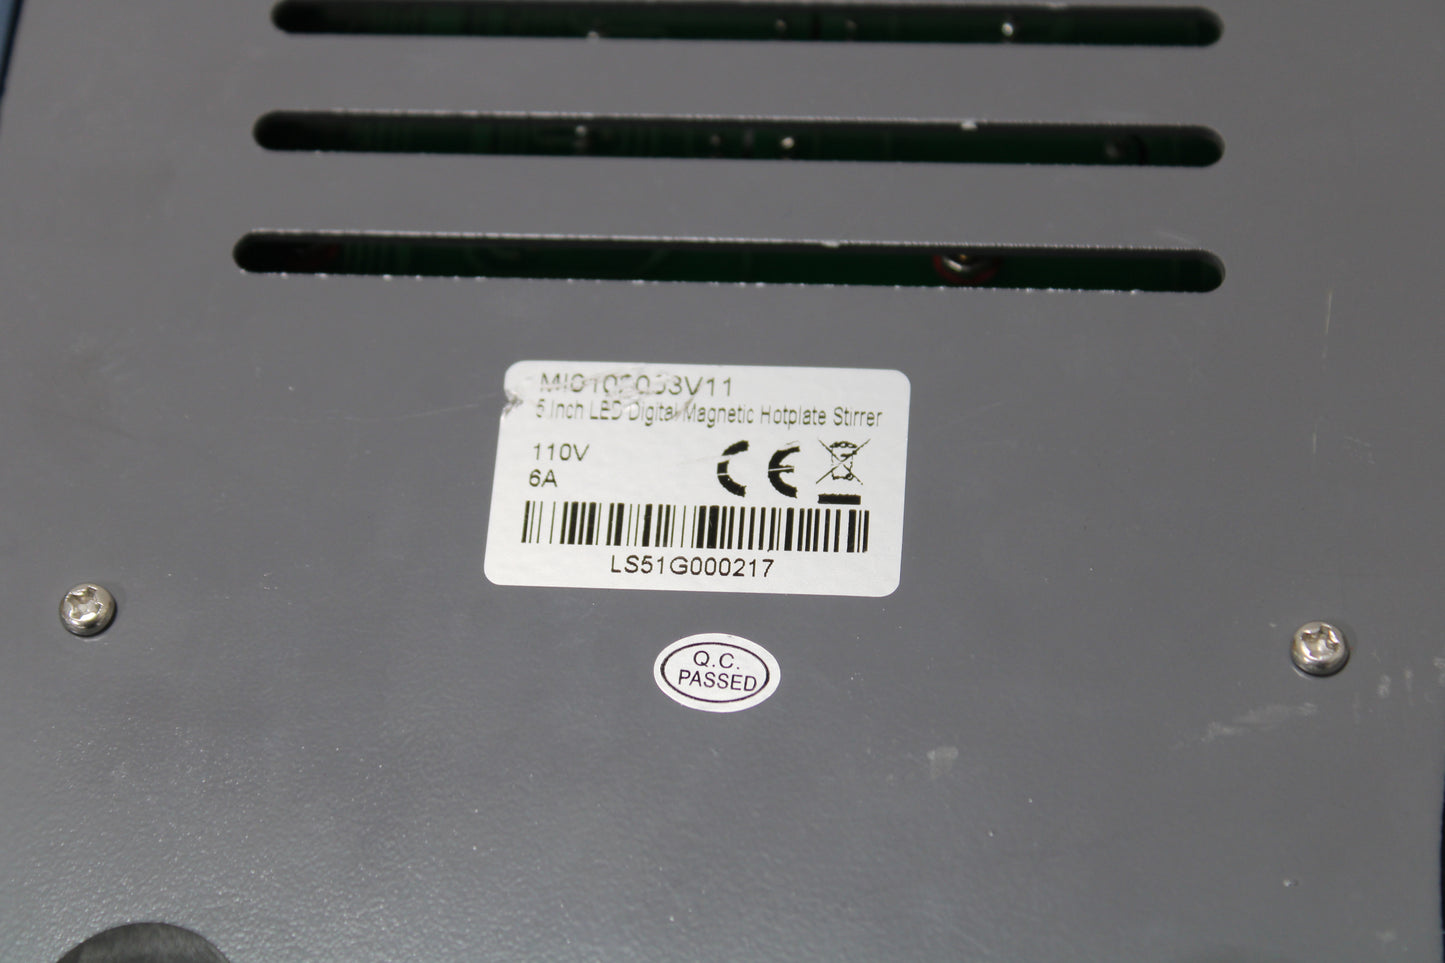 5 Inch LED Digital Magnetic Hotplate Stirrer
110V
6A
CE
LS51G000217
Q.C.
PASSED